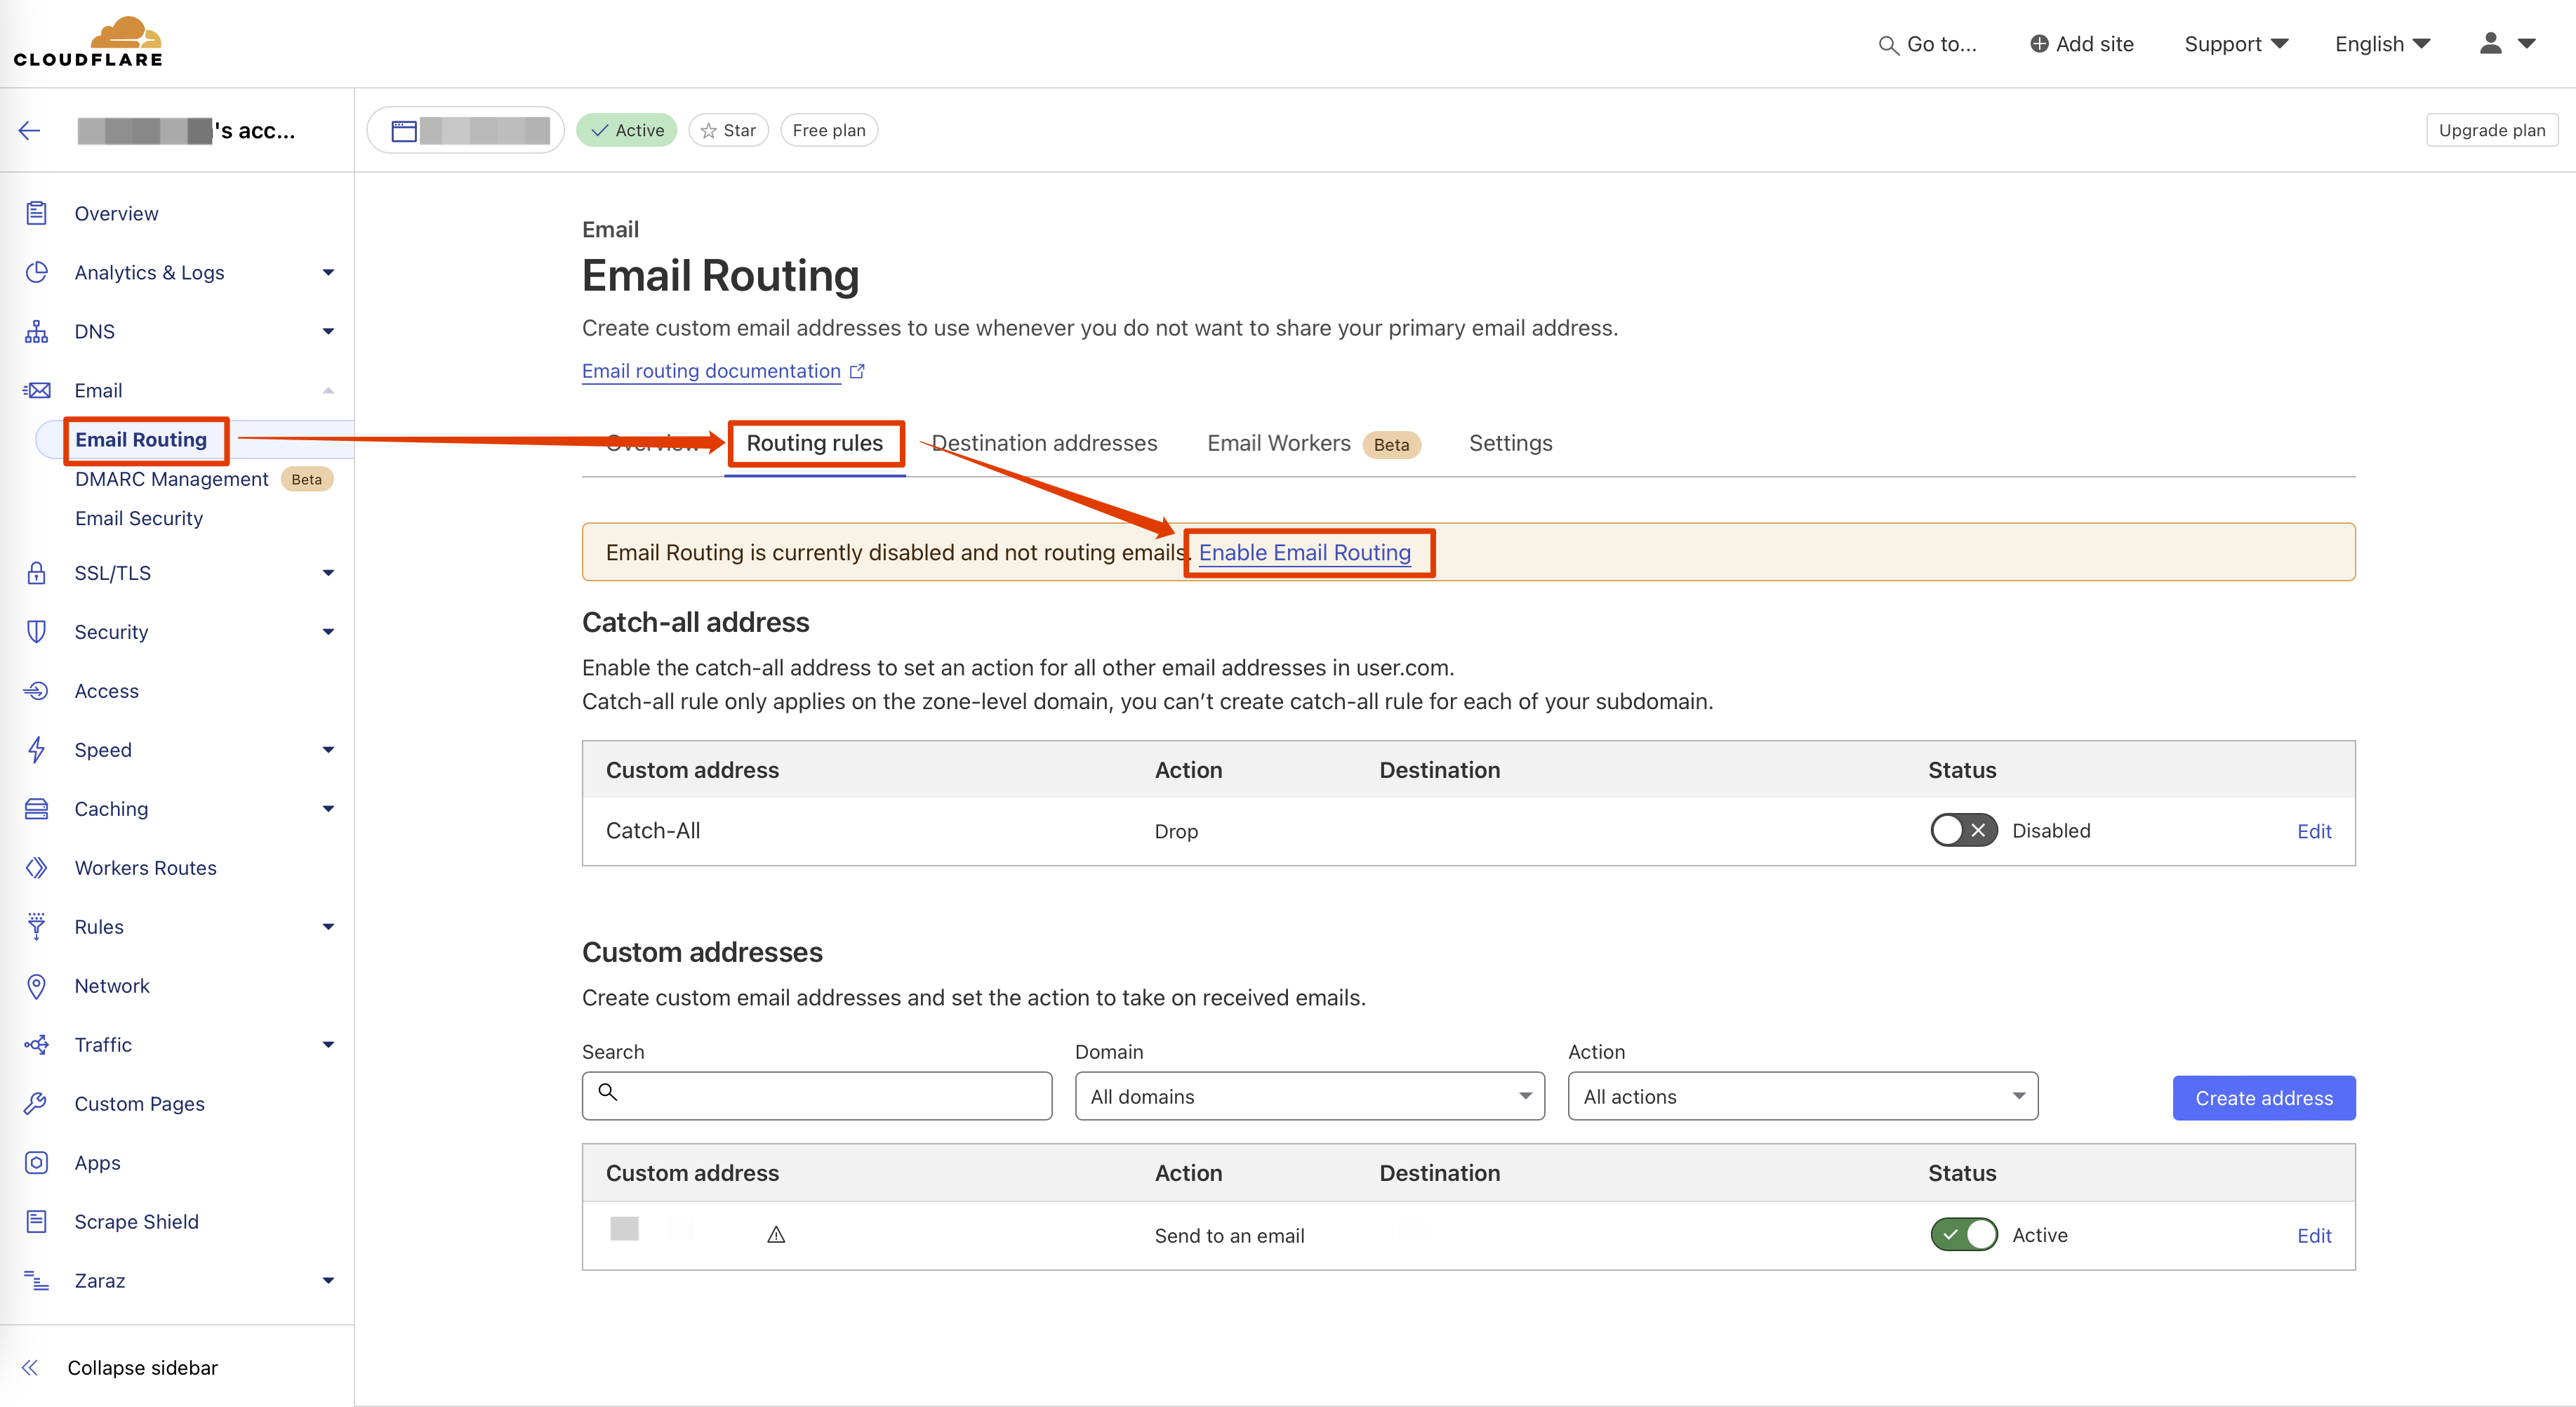 CLOUDFLARE
Go to...
Add site
Support
English
's acc...
Active
Star
Free plan
Upgrade plan
Overview
Analytics & Logs
DNS
Email
Email Routing
DMARC Management Beta
Email Security
SSL/TLS
Security
Access
Speed
Caching
Workers Routes
Rules
Network
Traffic
Custom Pages
Apps
Scrape Shield
Zaraz
Collapse sidebar
Email
Email Routing
Create custom email addresses to use whenever you do not want to share your primary email address.
Email routing documentation
Overview Routing rules Destination addresses Email Workers Beta Settings
Email Routing is currently disabled and not routing emails. Enable Email Routing
Catch-all address
Enable the catch-all address to set an action for all other email addresses in user.com.
Catch-all rule only applies on the zone-level domain, you can’t create catch-all rule for each of your subdomain.
Custom address Action Destination Status
Catch-All Drop Disabled Edit
Custom addresses
Create custom email addresses and set the action to take on received emails.
Search Domain Action
All domains All actions Create address
Custom address Action Destination Status
Send to an email Active Edit